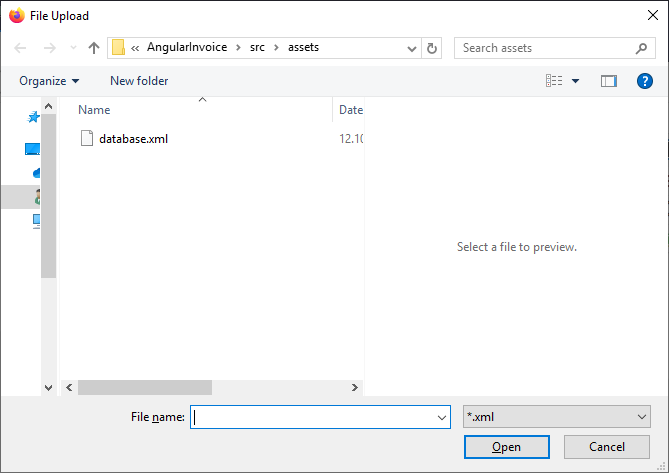 File Upload
« AngularInvoice > src > assets
Search assets
Organize
New folder
?
Name
Date
database.xml
12.10
Select a file to preview.
File name:
*.xml
Open
Cancel